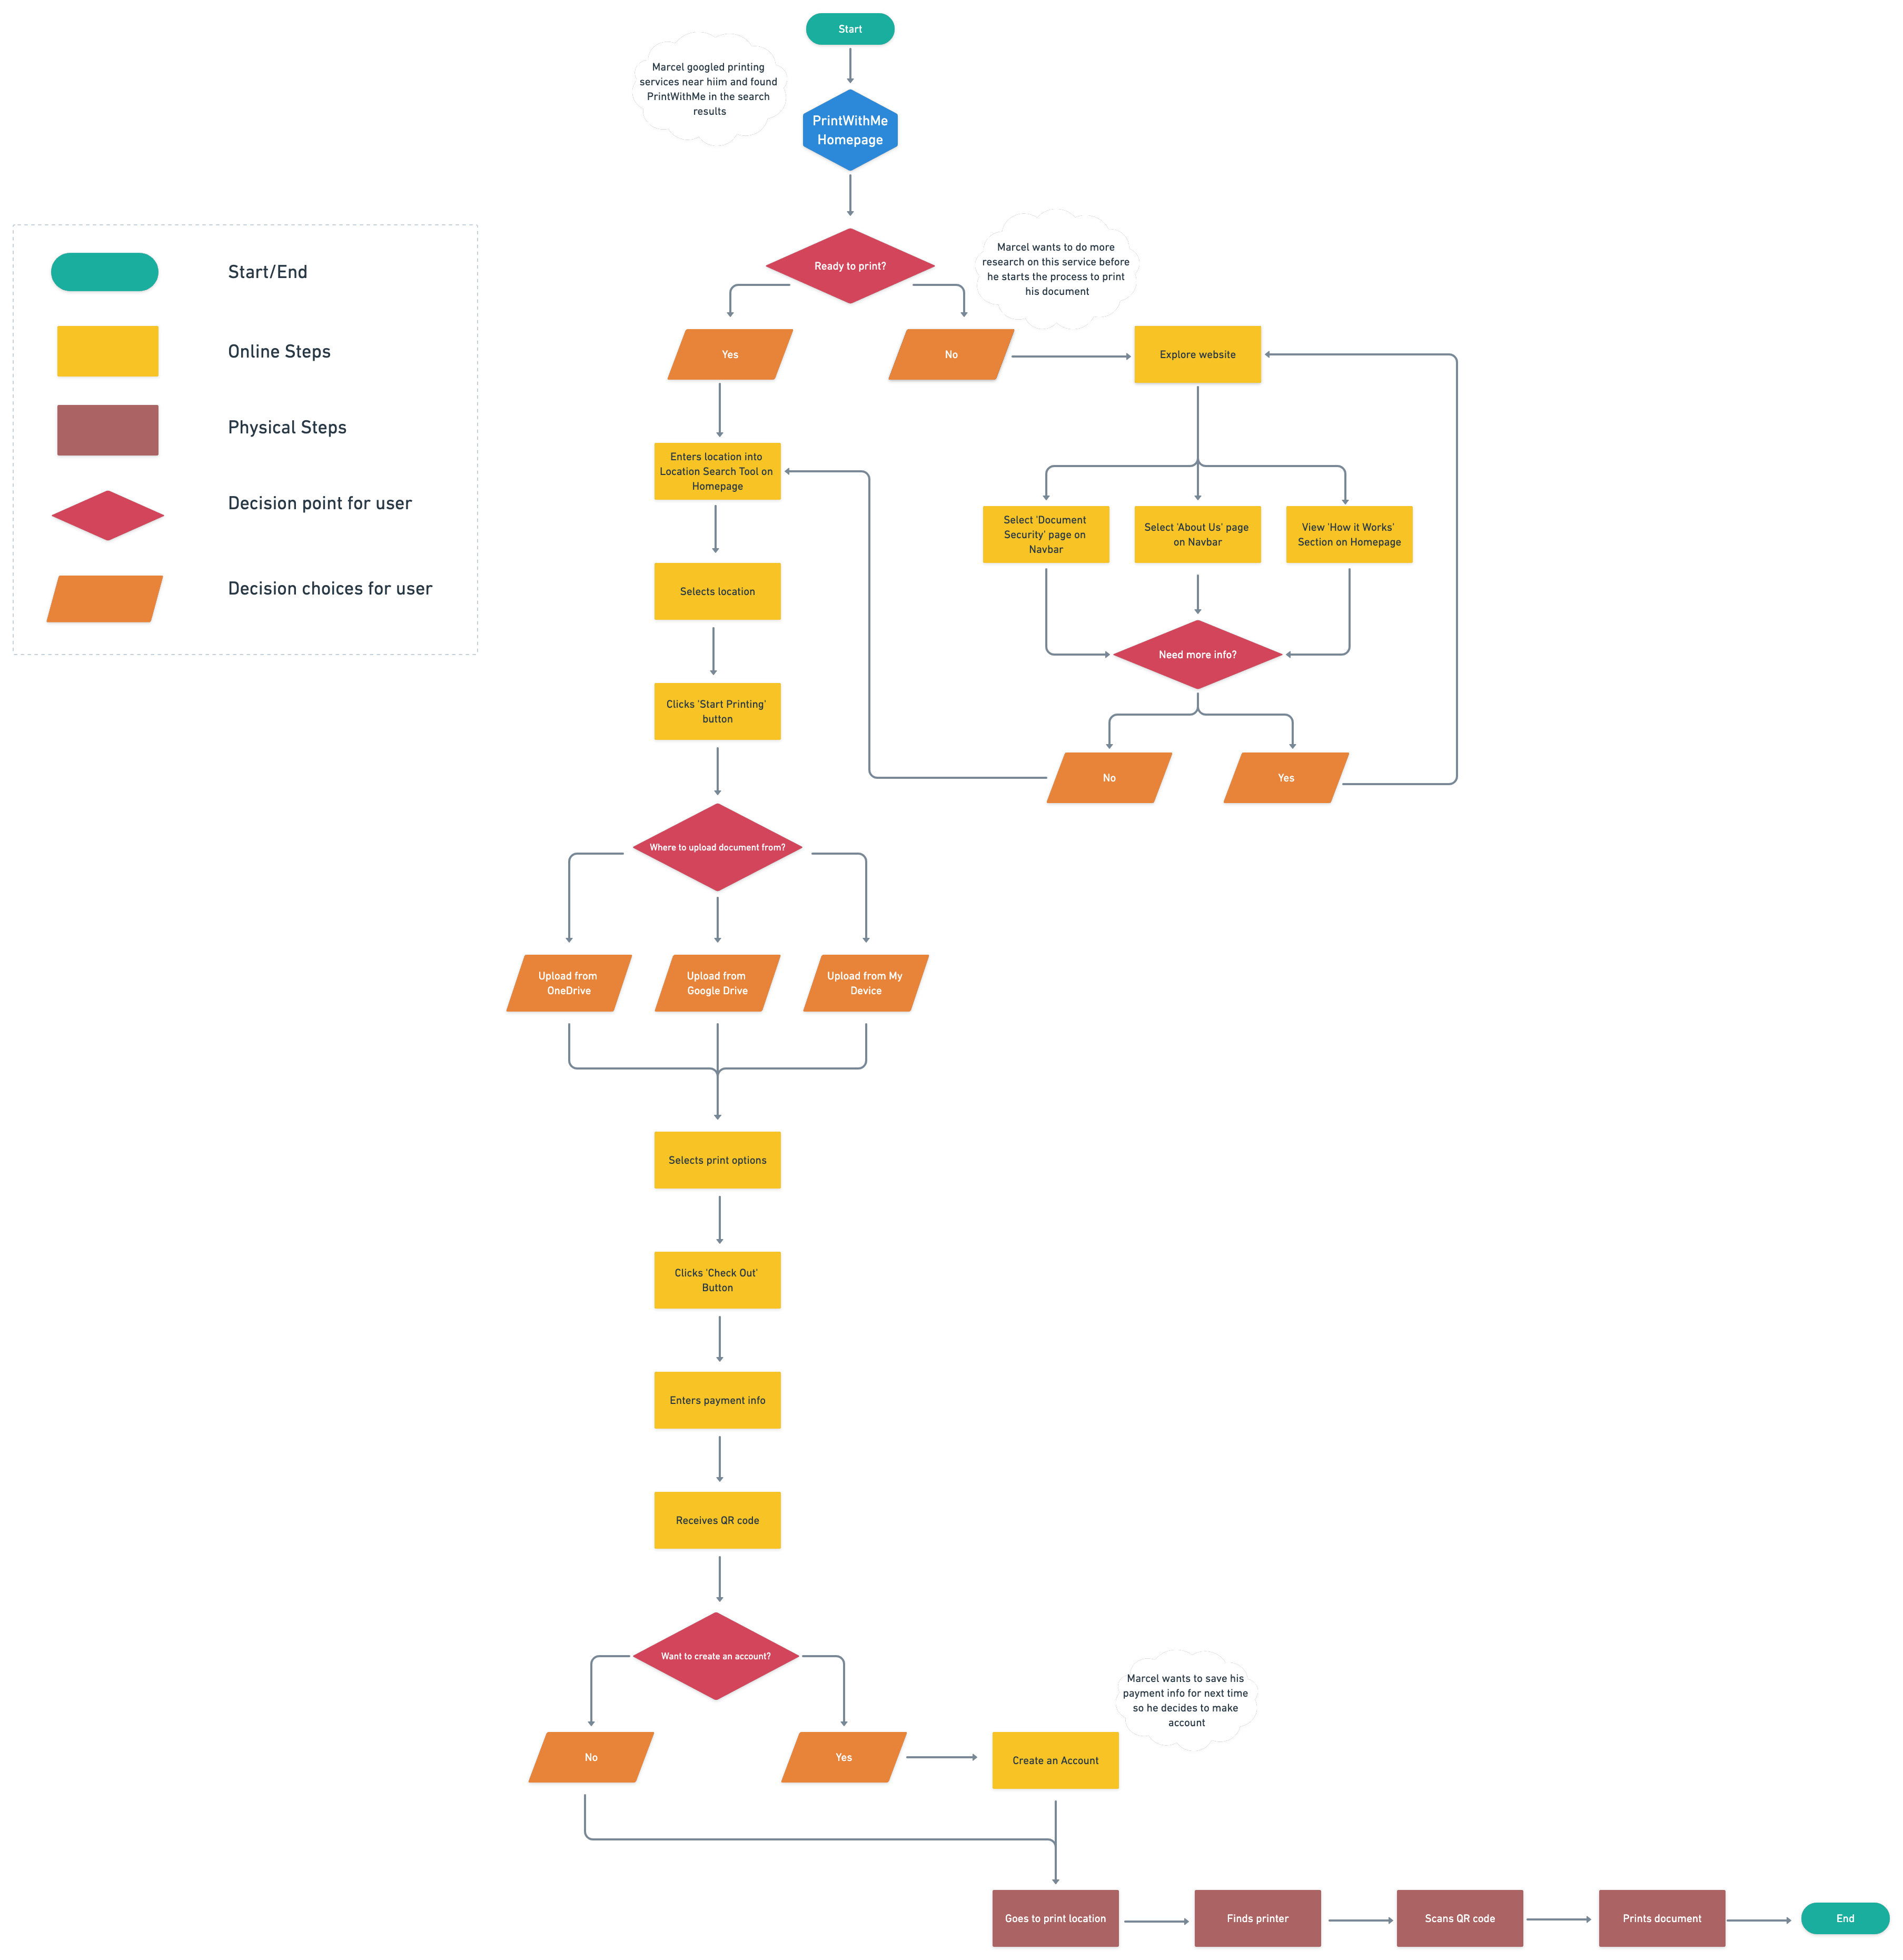 Start
Marcel googled printing
services near hiim and found
PrintWithMe in the search
results
PrintWithMe
Homepage
Ready to print?
Marcel wants to do more
research on this service before
he starts the process to print
his document
Start/End
Online Steps
Physical Steps
Decision point for user
Decision choices for user
Yes
No
Explore website
Enters location into
Location Search Tool on
Homepage
Select 'Document
Security' page on
Navbar
Select 'About Us' page
on Navbar
View 'How it Works'
Section on Homepage
Selects location
Need more info?
Clicks 'Start Printing'
button
No
Yes
Where to upload document from?
Upload from
OneDrive
Upload from
Google Drive
Upload from My
Device
Selects print options
Clicks 'Check Out'
Button
Enters payment info
Receives QR code
Want to create an account?
Marcel wants to save his
payment info for next time
so he decides to make
account
No
Yes
Create an Account
Goes to print location
Finds printer
Scans QR code
Prints document
End